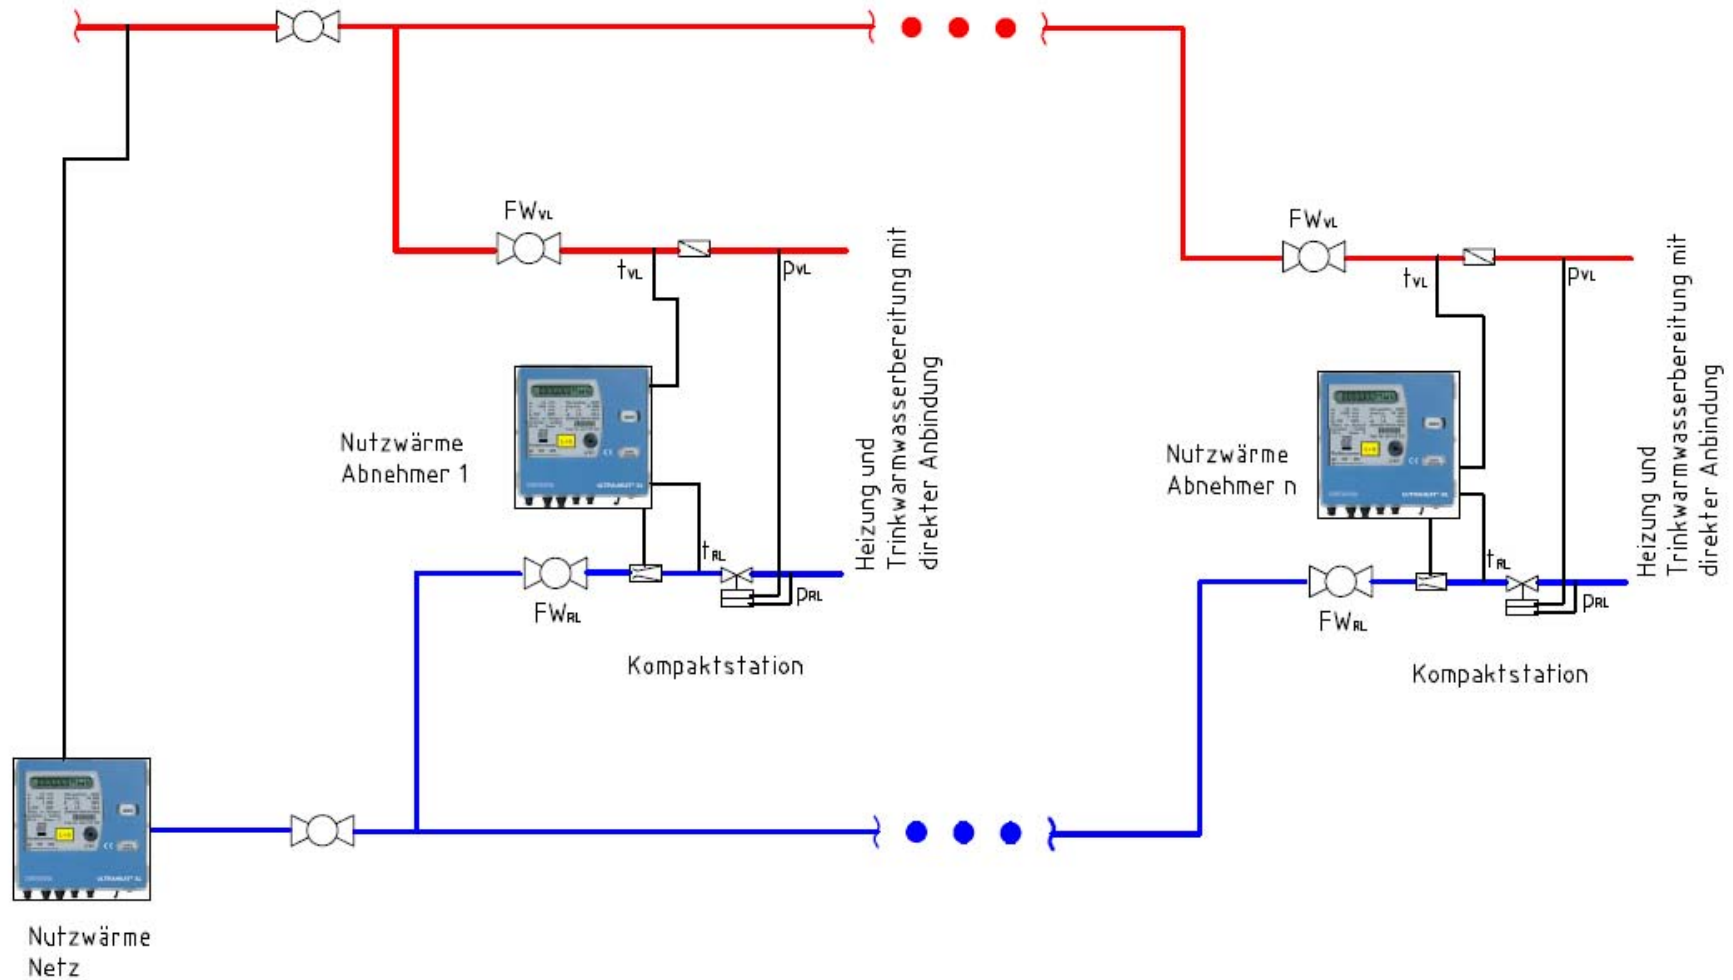 FWVL
FWVL
tVL
pVL
tVL
pVL
Heizung und
Trinkwarmwasserbereitung mit
direkter Anbindung
Heizung und
Trinkwarmwasserbereitung mit
direkter Anbindung
Nutzwärme
Abnehmer 1
Nutzwärme
Abnehmer n
tRL
pRL
tRL
pRL
FWRL
FWRL
Kompaktstation
Kompaktstation
Nutzwärme
Netz